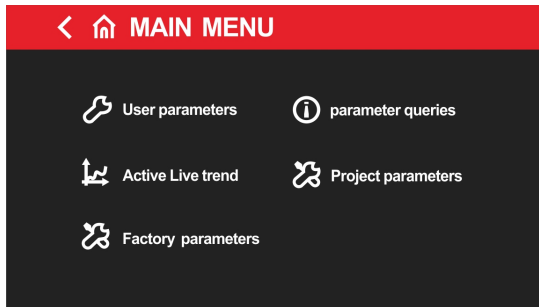 MAIN MENU
User parameters
parameter queries
Active Live trend
Project parameters
Factory parameters